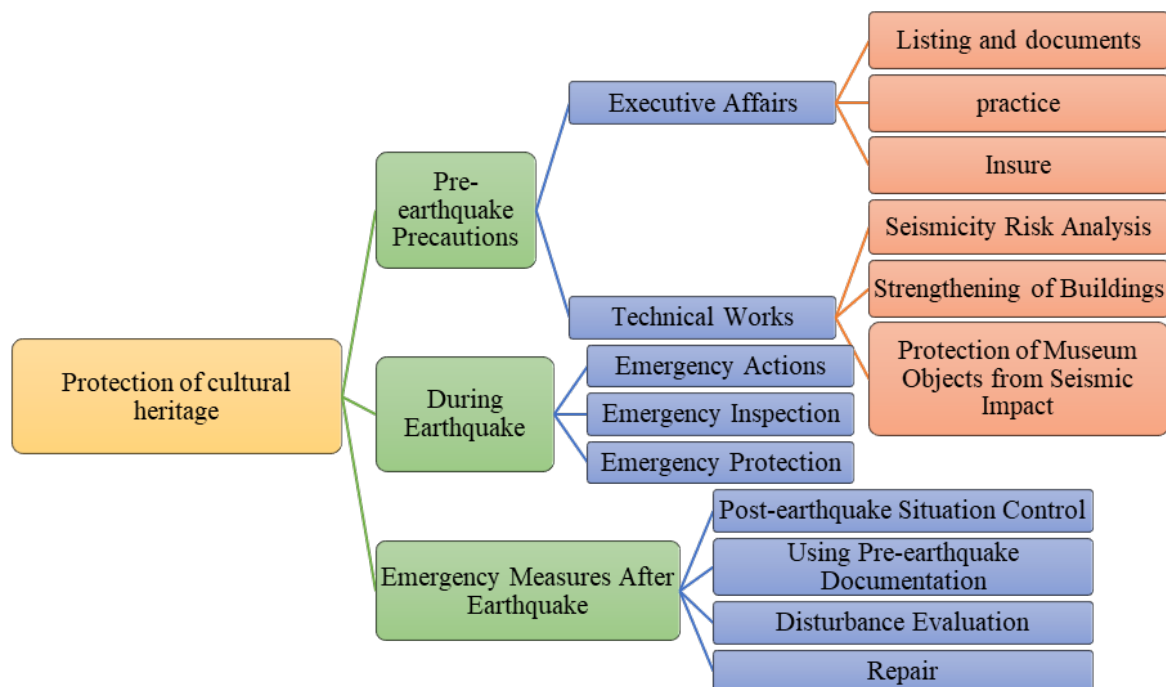 Protection of cultural
heritage
Pre-
earthquake
Precautions
Executive Affairs
Listing and documents
practice
Insure
Technical Works
Seismicity Risk Analysis
Strengthening of Buildings
Protection of Museum
Objects from Seismic
Impact
During
Earthquake
Emergency Actions
Emergency Inspection
Emergency Protection
Emergency Measures After
Earthquake
Post-earthquake Situation Control
Using Pre-earthquake
Documentation
Disturbance Evaluation
Repair